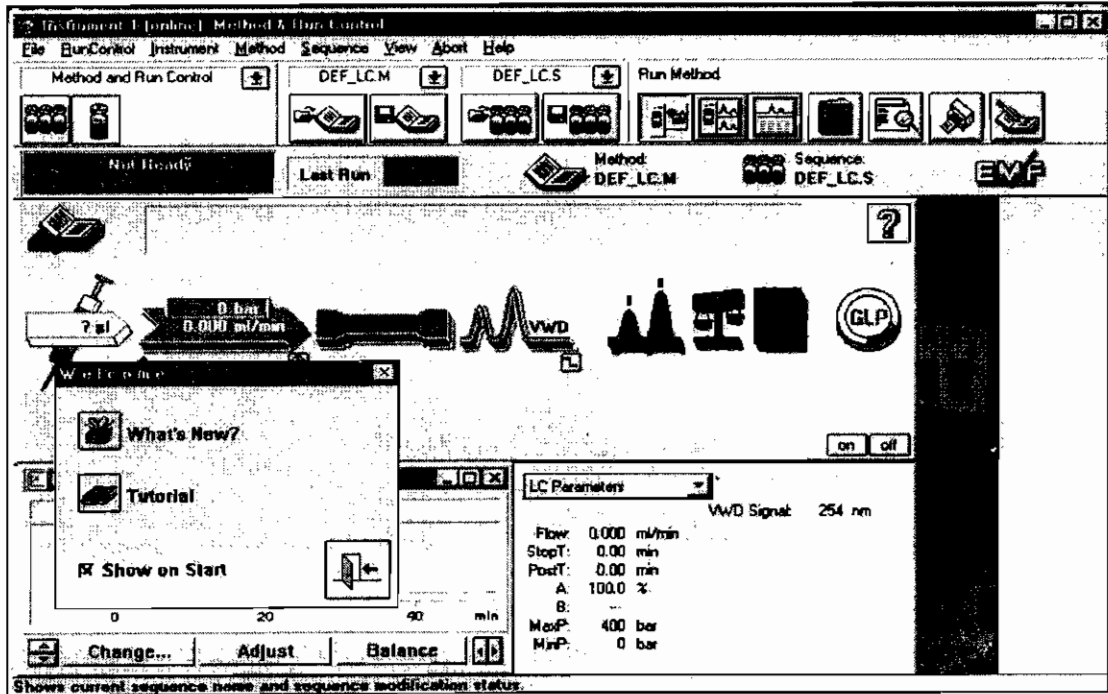 Instrument 1 (online): Method & Run Control
File RunControl Instrument Method Sequence View Abort Help
Method and Run Control DEF_LC.M DEF_LC.S Run Method
Not Ready Last Run Method: DEF_LC.M Sequence: DEF_LC.S
?
? µl 0 bar 0.000 ml/min VWD GLP
Welcome
What's New?
Tutorial
Show on Start
on off
LC Parameters
VWD Signal: 254 nm
Flow: 0.000 ml/min
StopT: 0.00 min
PostT: 0.00 min
A: 100.0 %
B: --
MaxP: 400 bar
MinP: 0 bar
0 20 40 min
Change... Adjust Balance
Shows current sequence name and sequence modification status.